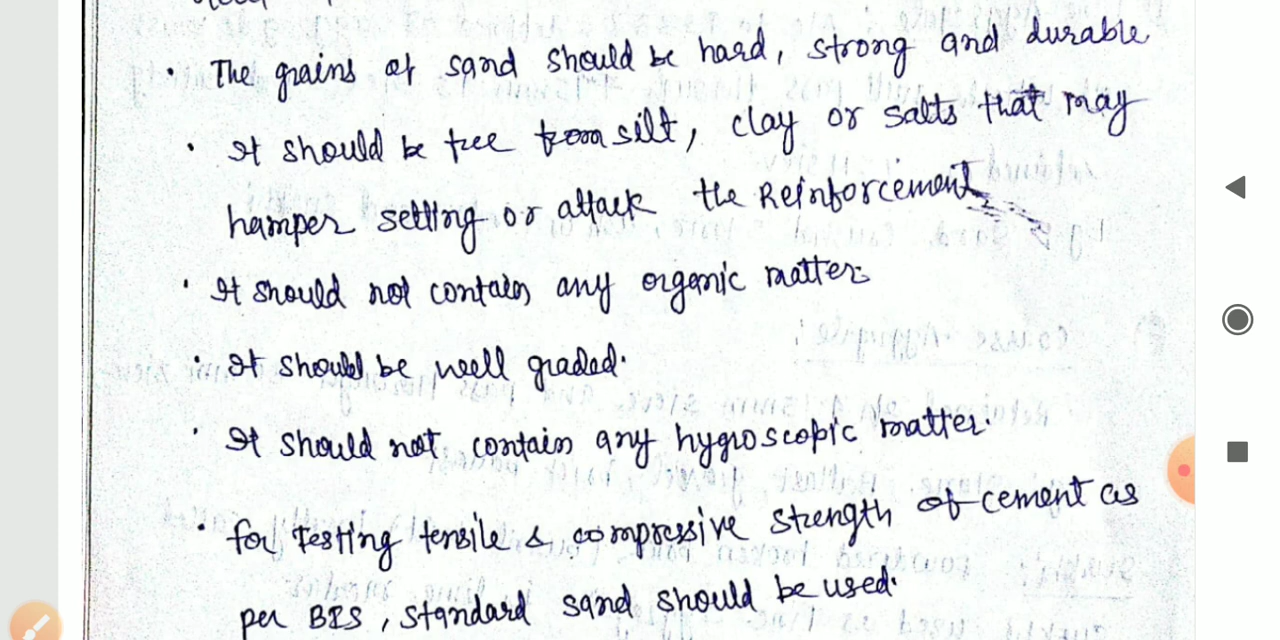 • The grains of sand should be hard, strong and durable
• It should be free from silt, clay or salts that may
hamper setting or attack the Reinforcement
• It should not contain any organic matter.
• It should be well graded.
• It should not contain any hygroscopic matter.
• for Testing tensile & compressive strength of cement as
per BIS, standard sand should be used.